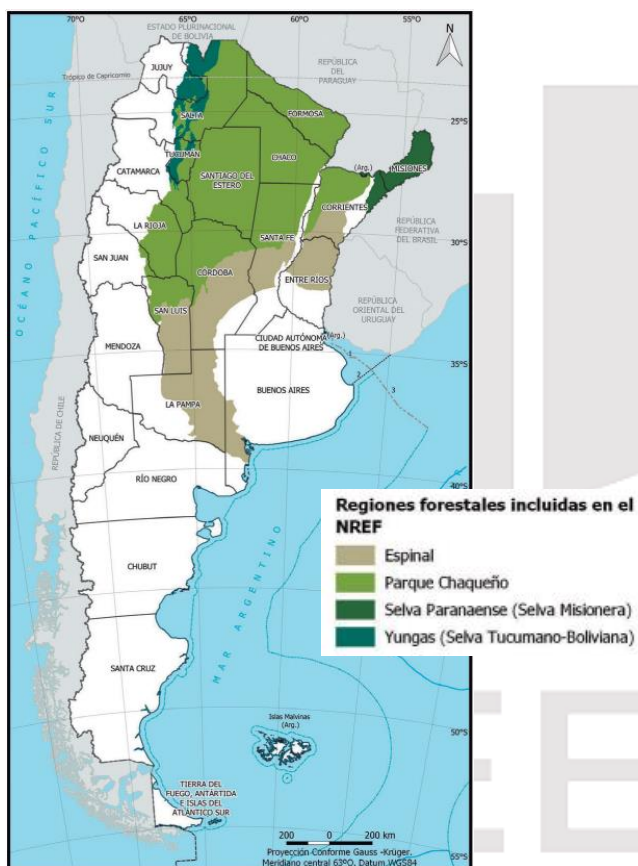 70°O
65°O
60°O
55°O
ESTADO PLURINACIONAL
DE BOLIVIA
N
JUJUY
REPÚBLICA
DEL
PARAGUAY
Trópico de Capricornio
SALTA
FORMOSA
25°S
TUCUMÁN
CHACO
CATAMARCA
SANTIAGO DEL
ESTERO
(Arg.)
MISIONES
CORRIENTES
LA RIOJA
SANTA FE
REPÚBLICA
FEDERATIVA
DEL BRASIL
30°S
SAN JUAN
CÓRDOBA
ENTRE RÍOS
SAN LUIS
REPÚBLICA
ORIENTAL DEL
URUGUAY
MENDOZA
CIUDAD AUTÓNOMA
DE BUENOS AIRES
(Arg.)
1
2
3
35°S
BUENOS AIRES
LA PAMPA
NEUQUÉN
RÍO NEGRO
40°S
OCÉANO PACÍFICO SUR
REPÚBLICA DE CHILE
MAR ARGENTINO
CHUBUT
SANTA CRUZ
Islas Malvinas
(Arg.)
50°S
TIERRA DEL
FUEGO, ANTÁRTIDA
E ISLAS DEL
ATLÁNTICO SUR
200 0 200 km
Proyección Conforme Gauss -Krüger.
Meridiano central 63ºO. Datum WGS84
55°S
Regiones forestales incluidas en el
NREF
Espinal
Parque Chaqueño
Selva Paranaense (Selva Misionera)
Yungas (Selva Tucumano-Boliviana)